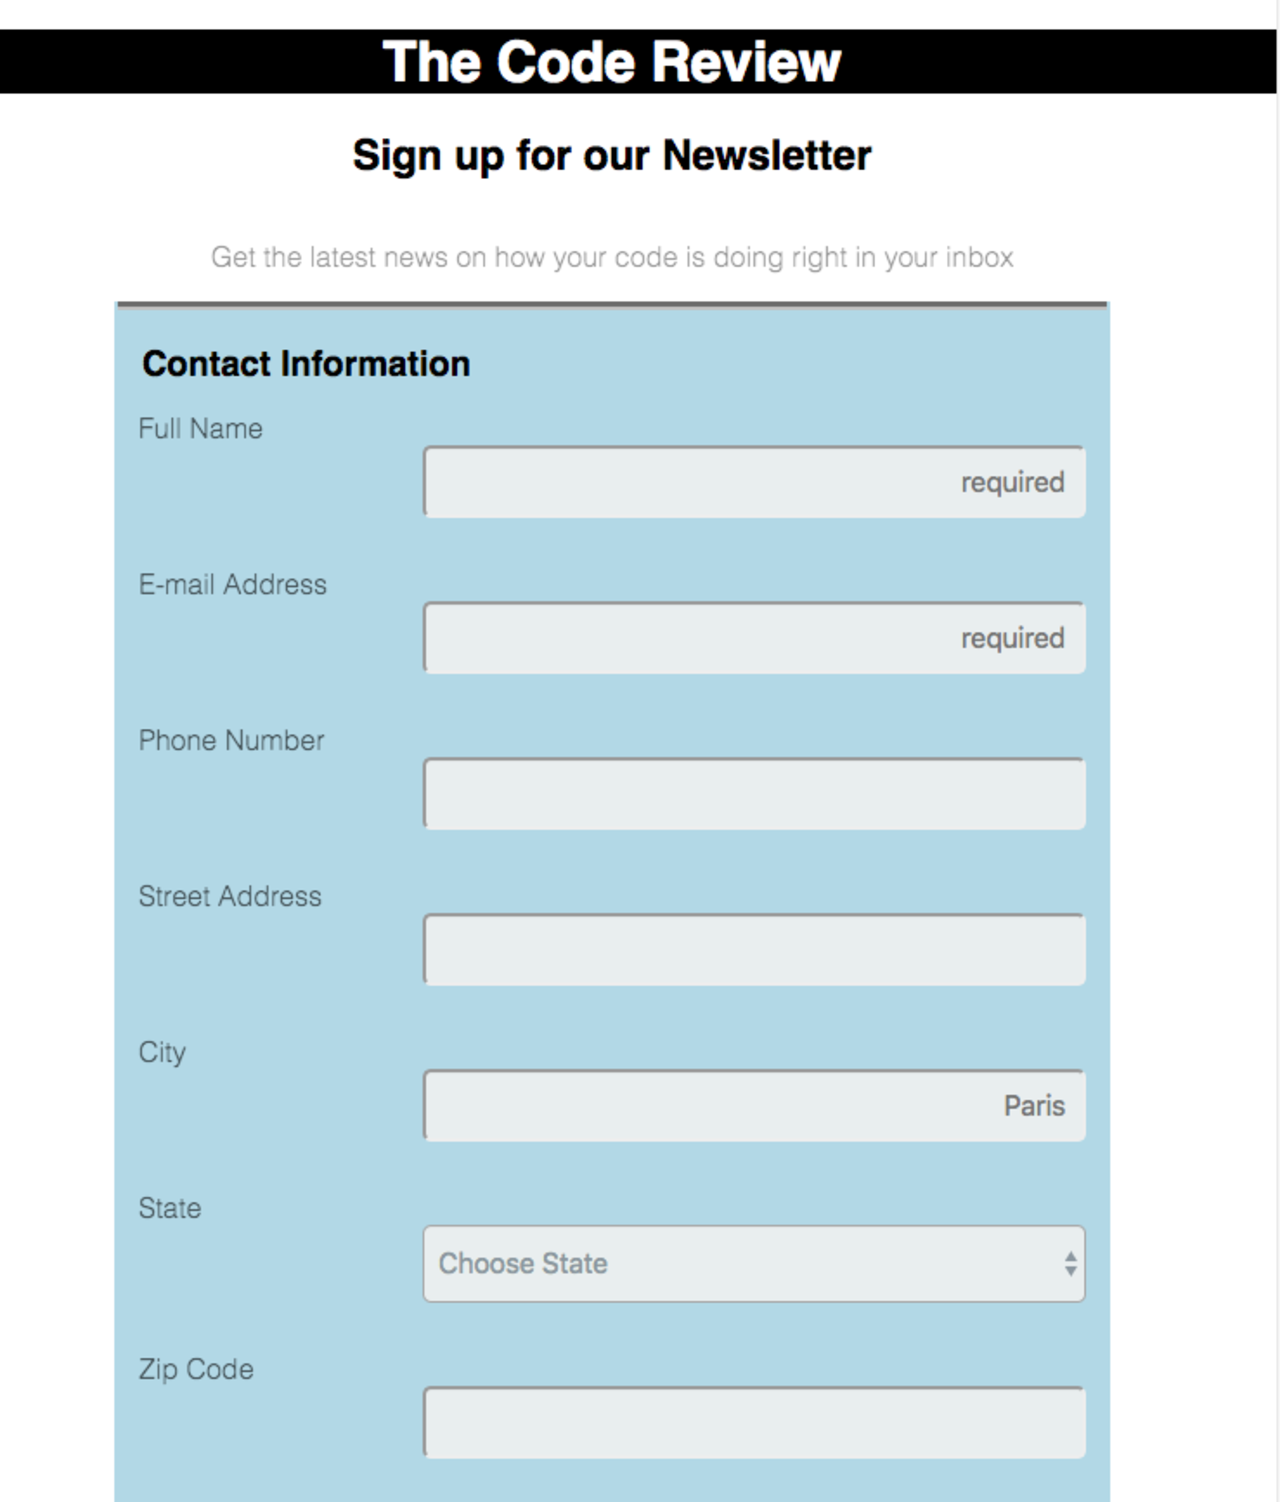 The Code Review
Sign up for our Newsletter
Get the latest news on how your code is doing right in your inbox
Contact Information
Full Name
required
E-mail Address
required
Phone Number
Street Address
City
Paris
State
Choose State
Zip Code